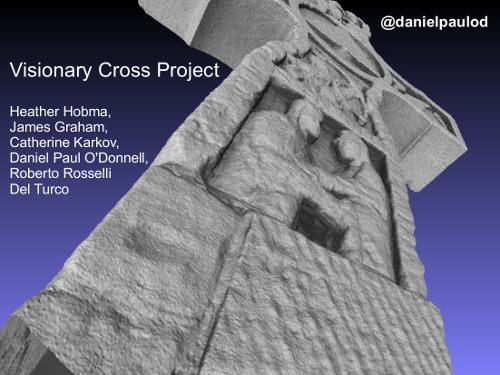 @danielpaulod
Visionary Cross Project
Heather Hobma,
James Graham,
Catherine Karkov,
Daniel Paul O'Donnell,
Roberto Rosselli
Del Turco